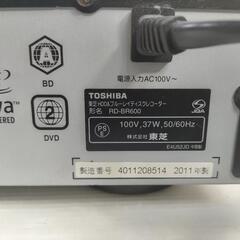 電源入力AC100V～
A
BD
2
DVD
TOSHIBA
東芝HDD&ブルーレイディスクレコーター
形名 RD-BR600
PS
E
JQA
100V,37W,50/60Hz
株式会社 東芝
製造番号 4011208514 2011年製